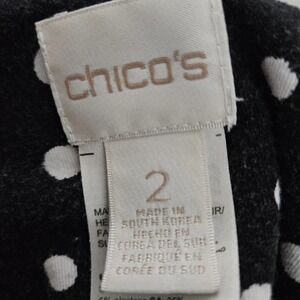 chico's
2
MADE IN
SOUTH KOREA
HECHO EN
COREA DEL SUR
FABRIQUÉ EN
CORÉE DU SUD